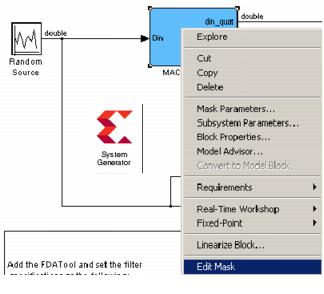 double
din_quat
double
Din
Random
Source
MAC
System
Generator
Explore
Cut
Copy
Delete
Mask Parameters...
Subsystem Parameters...
Block Properties...
Model Advisor...
Convert to Model Block
Requirements
Real-Time Workshop
Fixed-Point
Linearize Block...
Edit Mask
Add the FDATool and set the filter